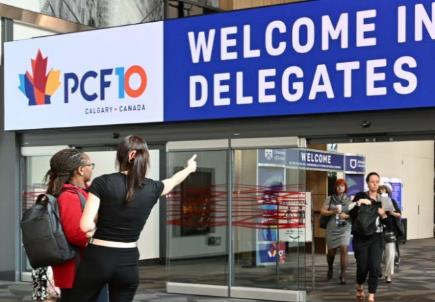 PCF10
CALGARY • CANADA
WELCOME IN
DELEGATES
WELCOME